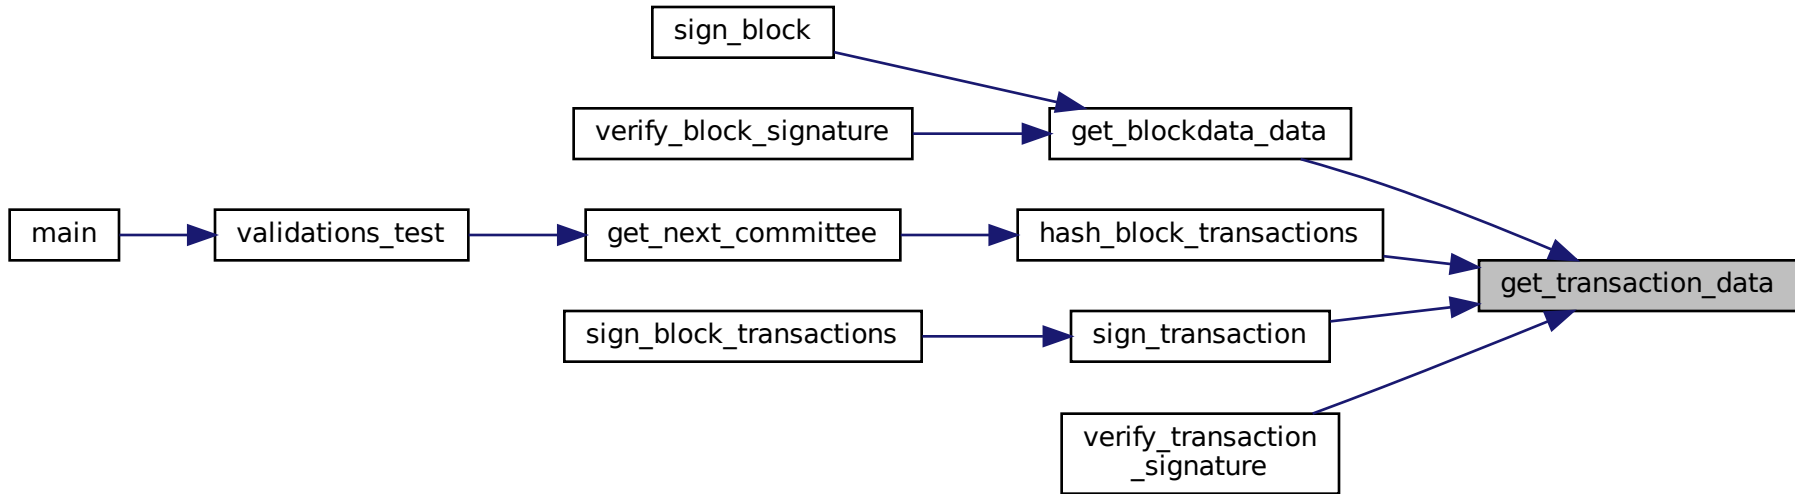 sign_block
verify_block_signature
get_blockdata_data
main
validations_test
get_next_committee
hash_block_transactions
get_transaction_data
sign_block_transactions
sign_transaction
verify_transaction
_signature